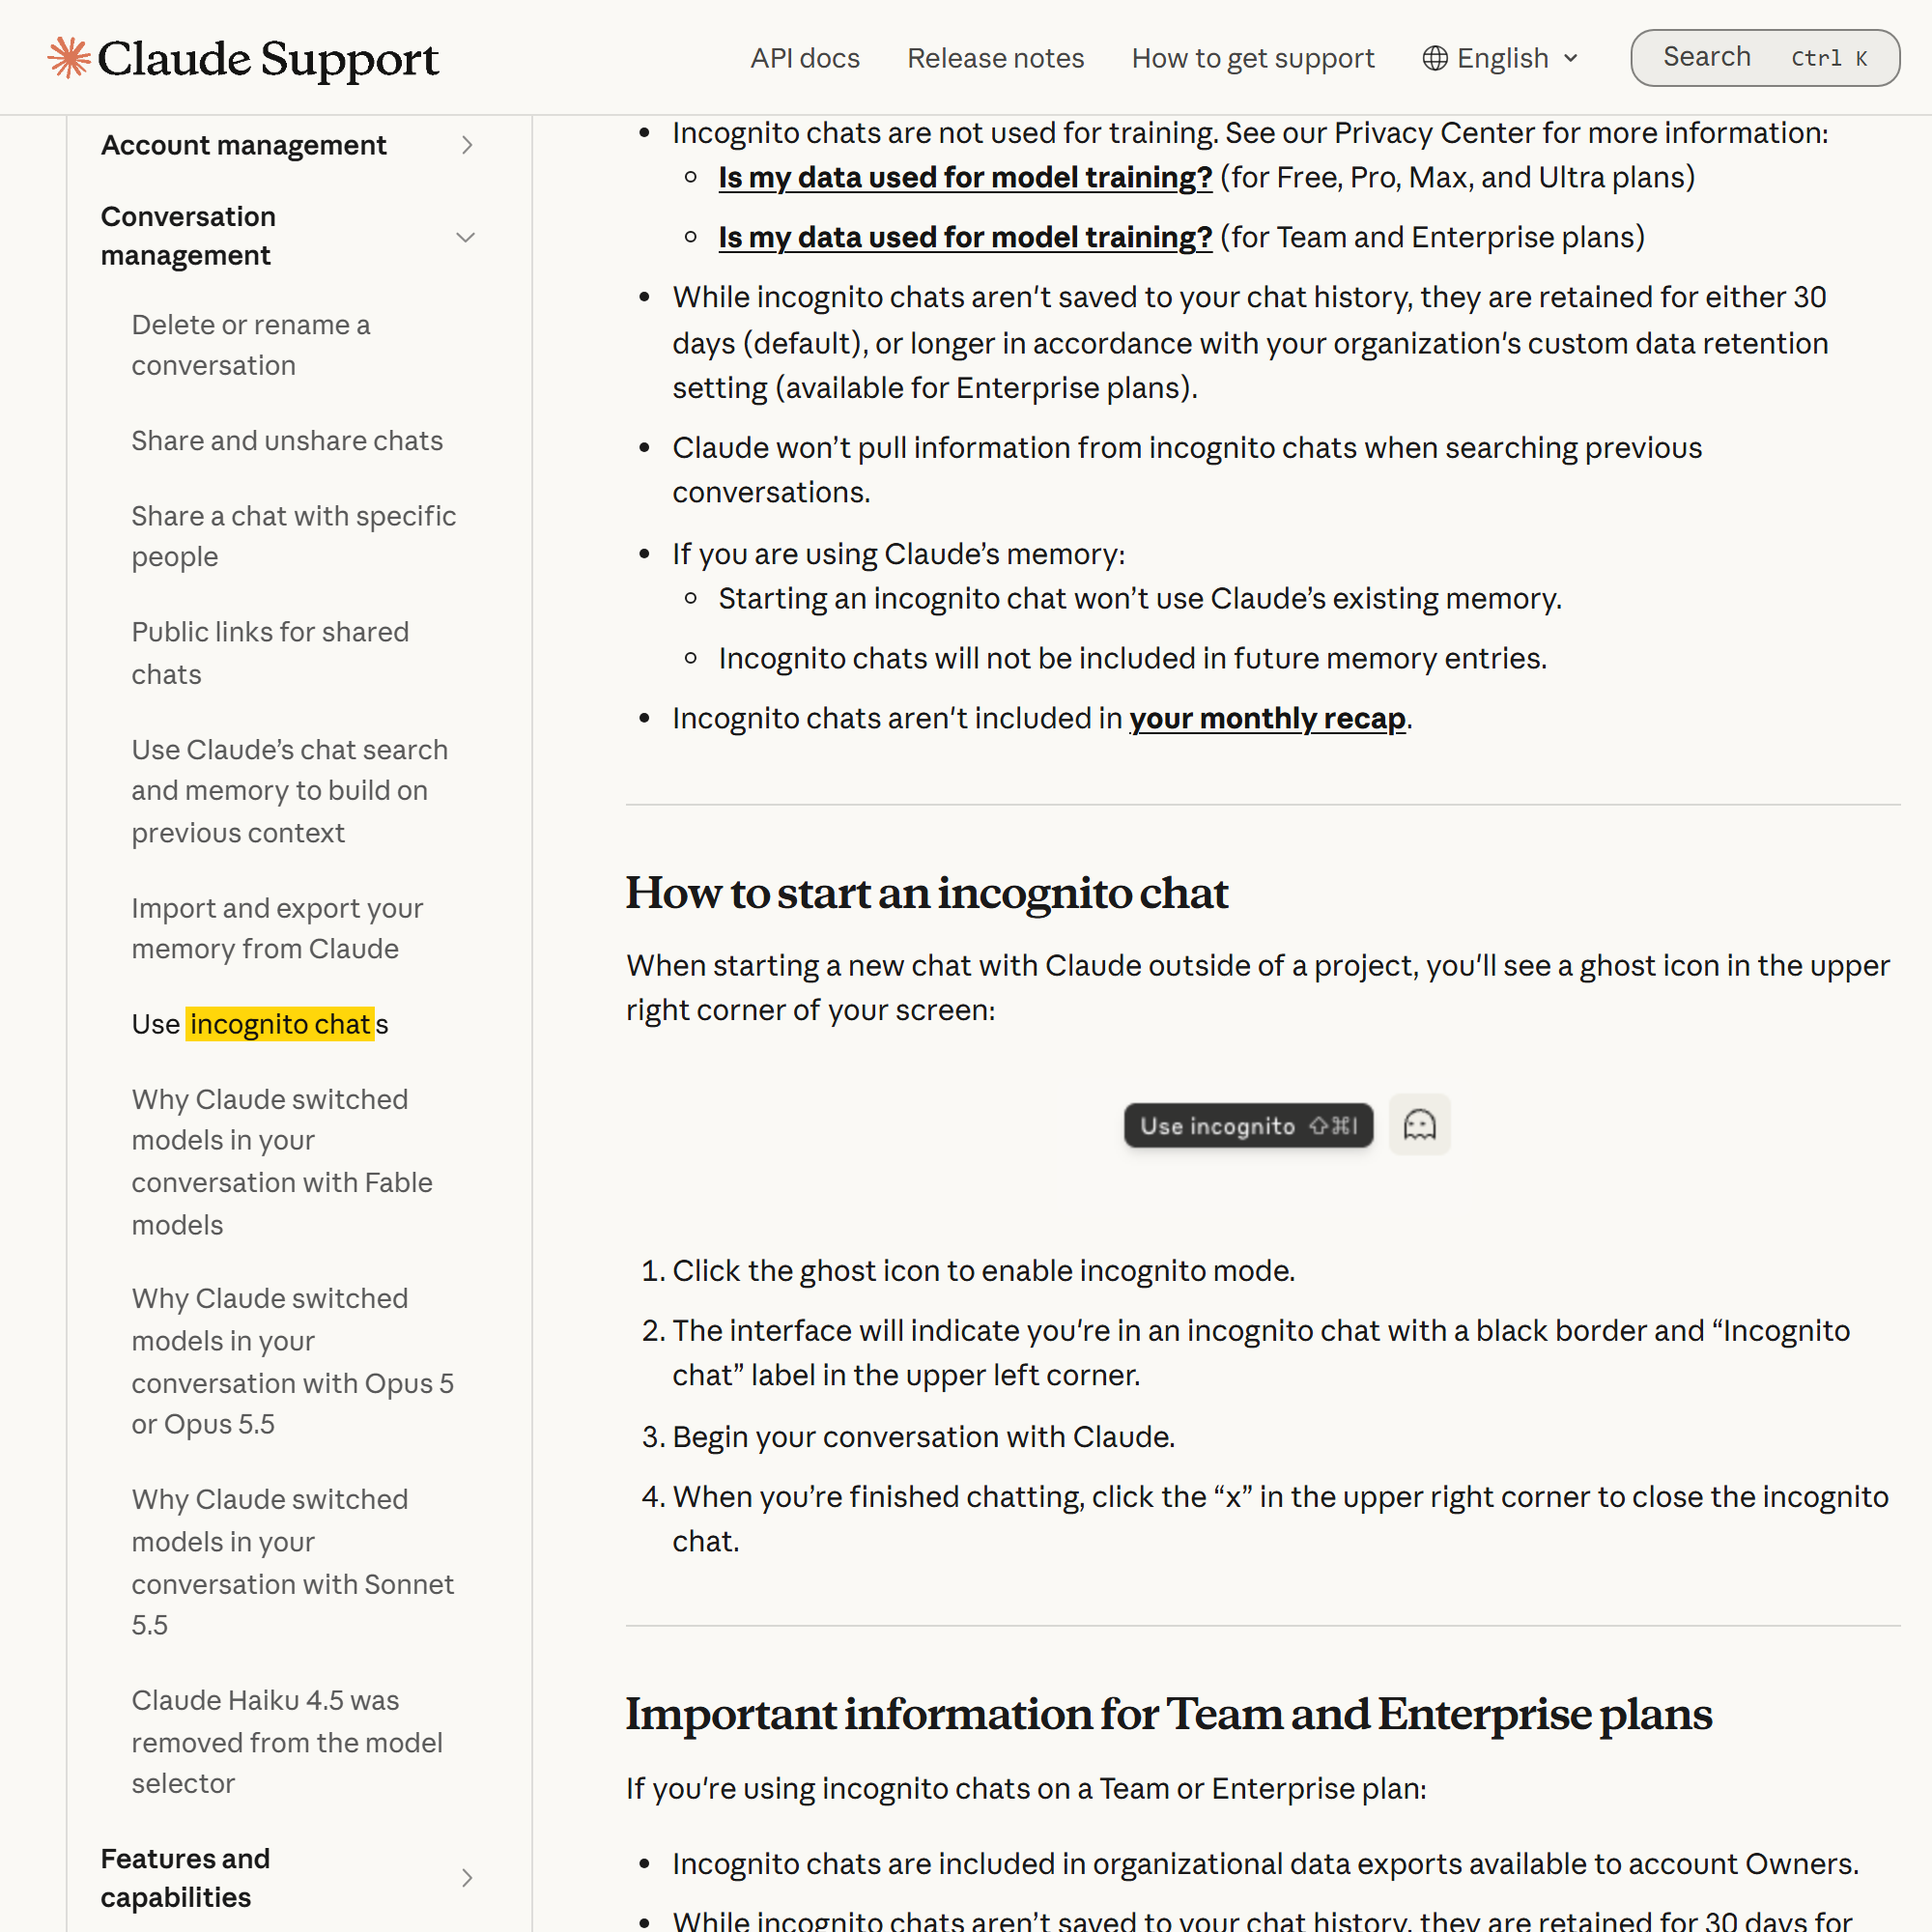 Claude Support
API docs
Release notes
How to get support
English
Search Ctrl K
Account management
Conversation
management
Delete or rename a
conversation
Share and unshare chats
Share a chat with specific
people
Public links for shared
chats
Use Claude’s chat search
and memory to build on
previous context
Import and export your
memory from Claude
Use incognito chats
Why Claude switched
models in your
conversation with Fable
models
Why Claude switched
models in your
conversation with Opus 5
or Opus 5.5
Why Claude switched
models in your
conversation with Sonnet
5.5
Claude Haiku 4.5 was
removed from the model
selector
Features and
capabilities
Incognito chats are not used for training. See our Privacy Center for more information:
Is my data used for model training? (for Free, Pro, Max, and Ultra plans)
Is my data used for model training? (for Team and Enterprise plans)
While incognito chats aren't saved to your chat history, they are retained for either 30
days (default), or longer in accordance with your organization's custom data retention
setting (available for Enterprise plans).
Claude won’t pull information from incognito chats when searching previous
conversations.
If you are using Claude’s memory:
Starting an incognito chat won’t use Claude’s existing memory.
Incognito chats will not be included in future memory entries.
Incognito chats aren't included in your monthly recap.
How to start an incognito chat
When starting a new chat with Claude outside of a project, you'll see a ghost icon in the upper
right corner of your screen:
Use incognito ⇧⌘I
1. Click the ghost icon to enable incognito mode.
2. The interface will indicate you're in an incognito chat with a black border and “Incognito
chat” label in the upper left corner.
3. Begin your conversation with Claude.
4. When you’re finished chatting, click the “x” in the upper right corner to close the incognito
chat.
Important information for Team and Enterprise plans
If you're using incognito chats on a Team or Enterprise plan:
Incognito chats are included in organizational data exports available to account Owners.
While incognito chats aren’t saved to your chat history, they are retained for 30 days for